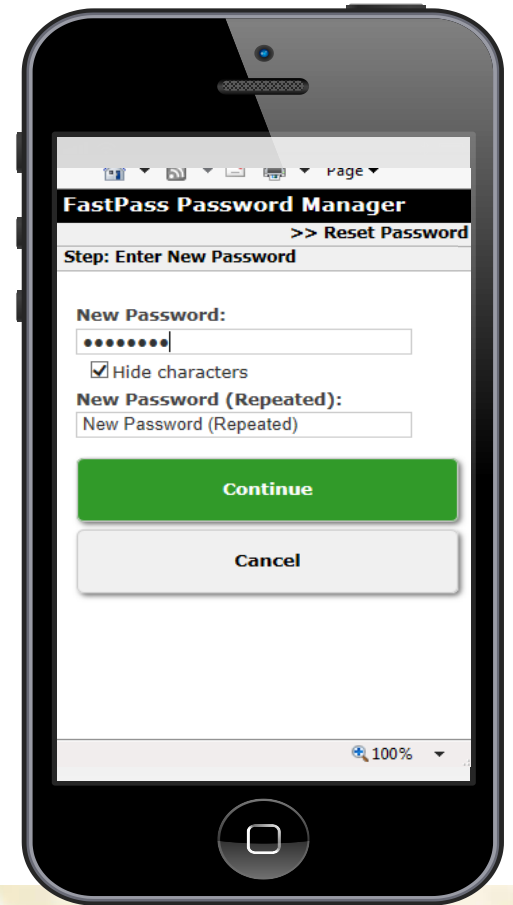 Page
FastPass Password Manager
>> Reset Password
Step: Enter New Password
New Password:
●●●●●●●●
Hide characters
New Password (Repeated):
New Password (Repeated)
Continue
Cancel
100%